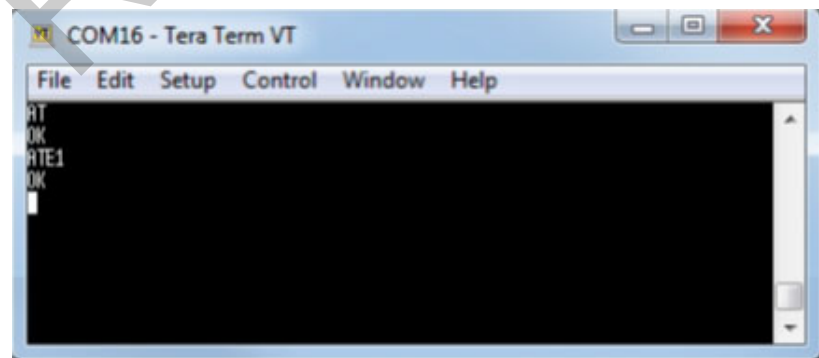 COM16 - Tera Term VT
File Edit Setup Control Window Help
AT
OK
ATE1
OK